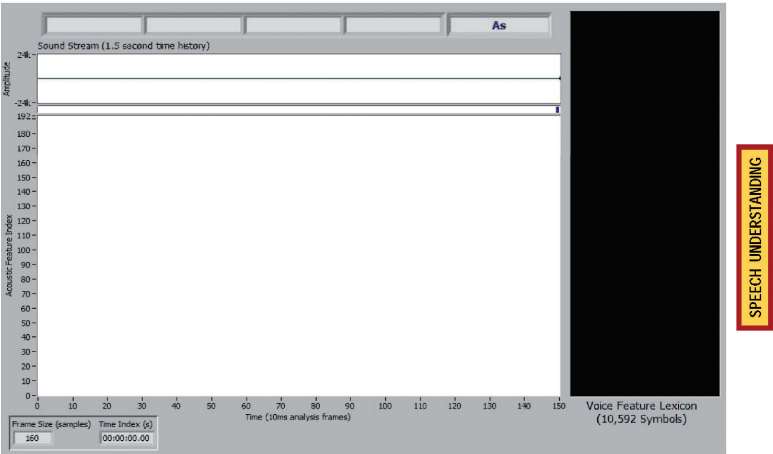 As
Sound Stream (1.5 second time history)
24k
Amplitude
-24k
192
180
170
160
150
140
130
120
110
100
90
80
70
60
50
40
30
20
10
0
Acoustic Feature Index
0 10 20 30 40 50 60 70 80 90 100 110 120 130 140 150
Time (10ms analysis frames)
Frame Size (samples) Time Index (s)
160 00:00:00.00
Voice Feature Lexicon
(10,592 Symbols)
SPEECH UNDERSTANDING